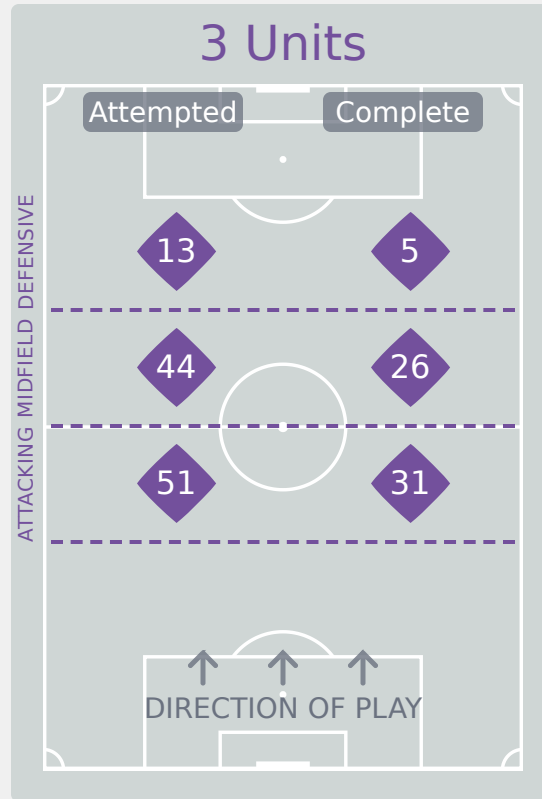 3 Units
Attempted Complete
13 5
44 26
51 31
ATTACKING MIDFIELD DEFENSIVE
DIRECTION OF PLAY